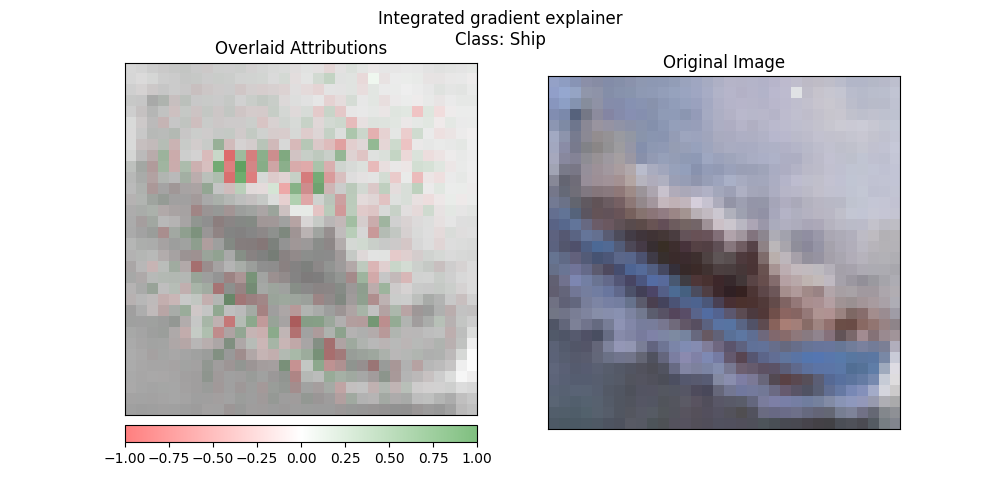 Integrated gradient explainer
Class: Ship
Overlaid Attributions
Original Image
−1.00 −0.75 −0.50 −0.25 0.00 0.25 0.50 0.75 1.00